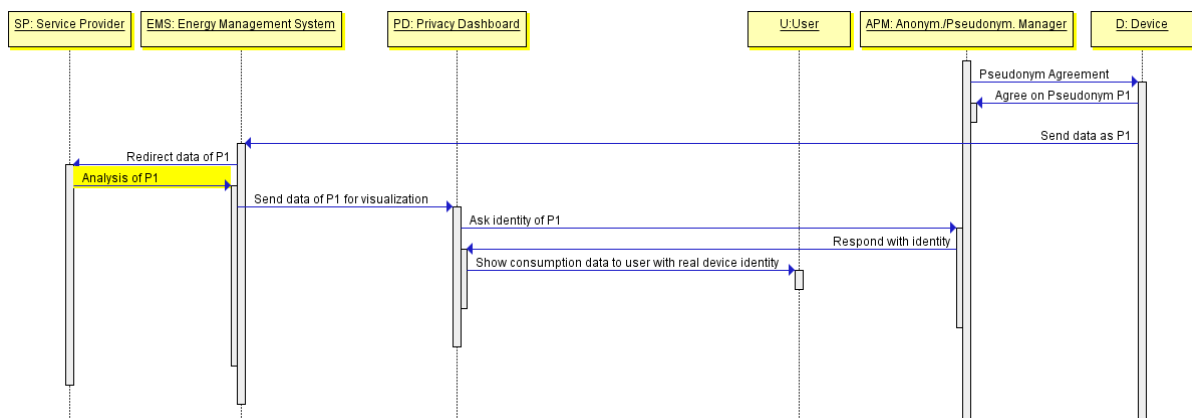 SP: Service Provider
EMS: Energy Management System
PD: Privacy Dashboard
U:User
APM: Anonym./Pseudonym. Manager
D: Device
Pseudonym Agreement
Agree on Pseudonym P1
Send data as P1
Redirect data of P1
Analysis of P1
Send data of P1 for visualization
Ask identity of P1
Respond with identity
Show consumption data to user with real device identity